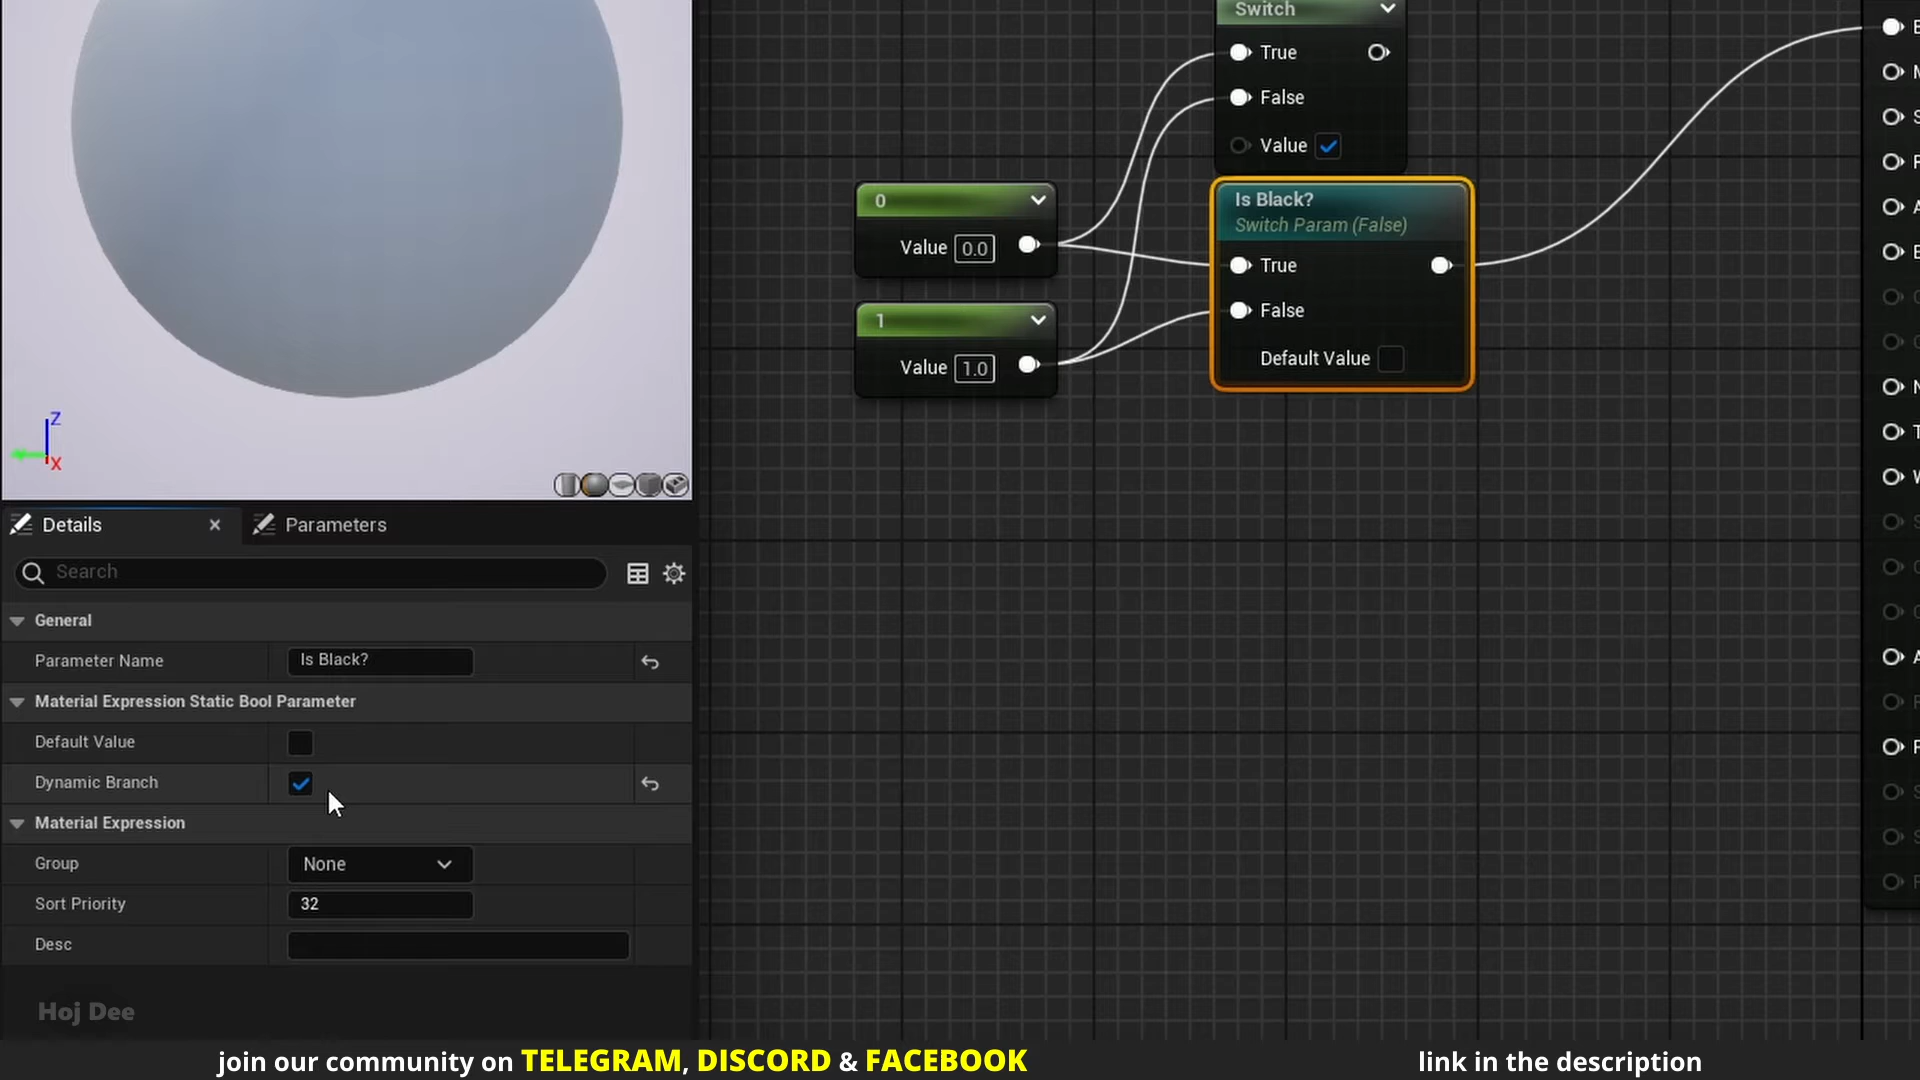 Switch
True
False
Value
0
Value 0.0
1
Value 1.0
Is Black?
Switch Param (False)
True
False
Default Value
Z
X
Details
Parameters
Search
General
Parameter Name Is Black?
Material Expression Static Bool Parameter
Default Value
Dynamic Branch
Material Expression
Group None
Sort Priority 32
Desc
Hoj Dee
join our community on TELEGRAM, DISCORD & FACEBOOK
link in the description